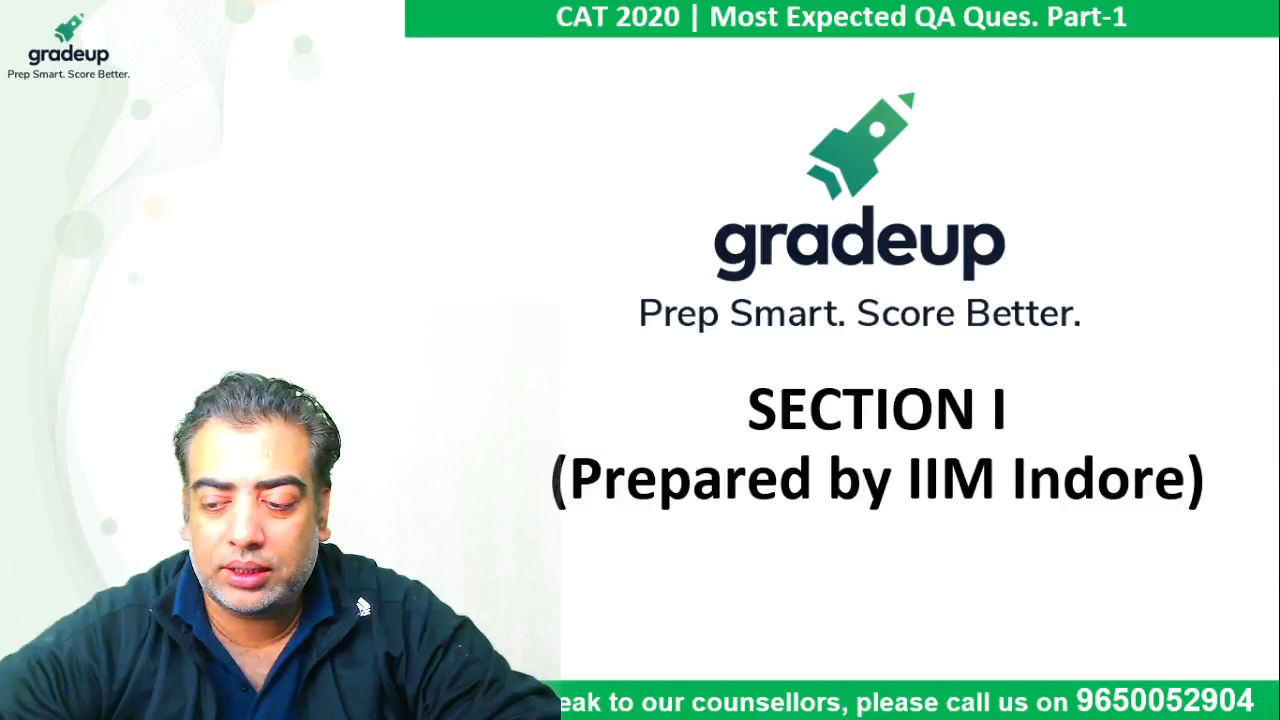 gradeup
Prep Smart. Score Better.
CAT 2020 | Most Expected QA Ques. Part-1
gradeup
Prep Smart. Score Better.
SECTION I
(Prepared by IIM Indore)
to our counsellors, please call us on 9650052904